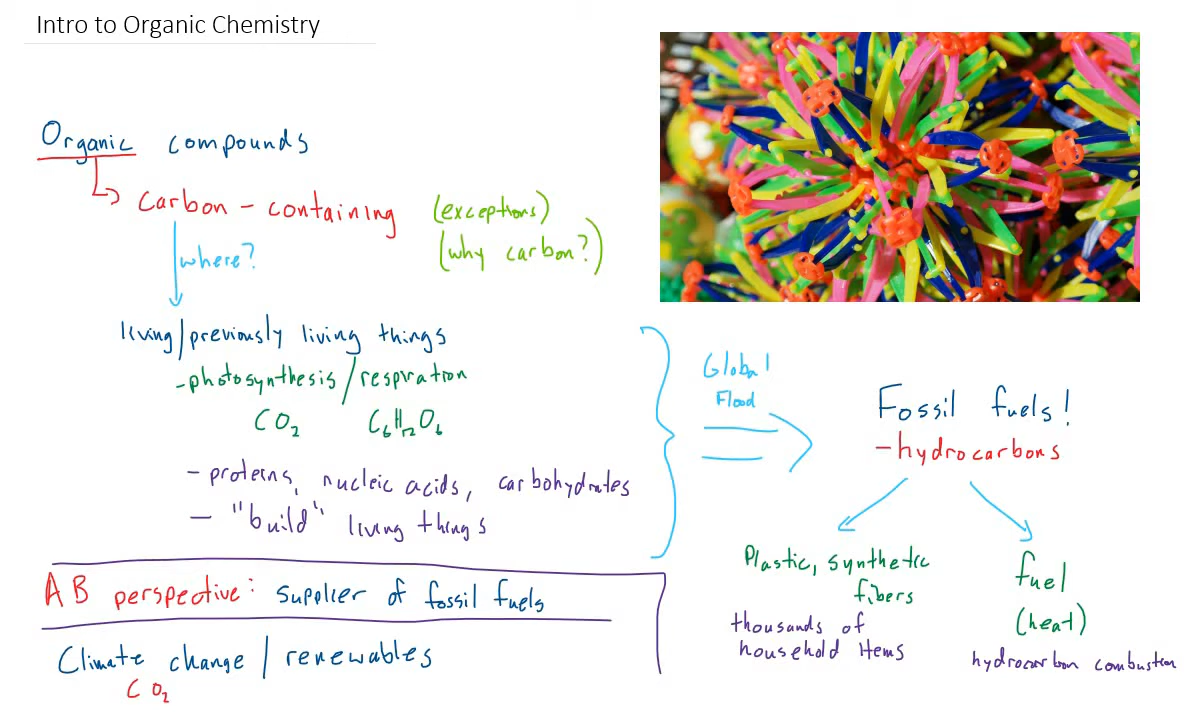 Intro to Organic Chemistry
Organic compounds
Carbon - containing (exceptions)
(why carbon?)
where?
living/previously living things
- photosynthesis / respiration
CO₂ C₆H₁₂O₆
- proteins, nucleic acids, carbohydrates
- "build" living things
Global
Flood
Fossil fuels!
- hydrocarbons
Plastic, synthetic
fibers
thousands of
household items
fuel
(heat)
hydrocarbon combustion
AB perspective: supplier of fossil fuels
Climate change / renewables
CO₂